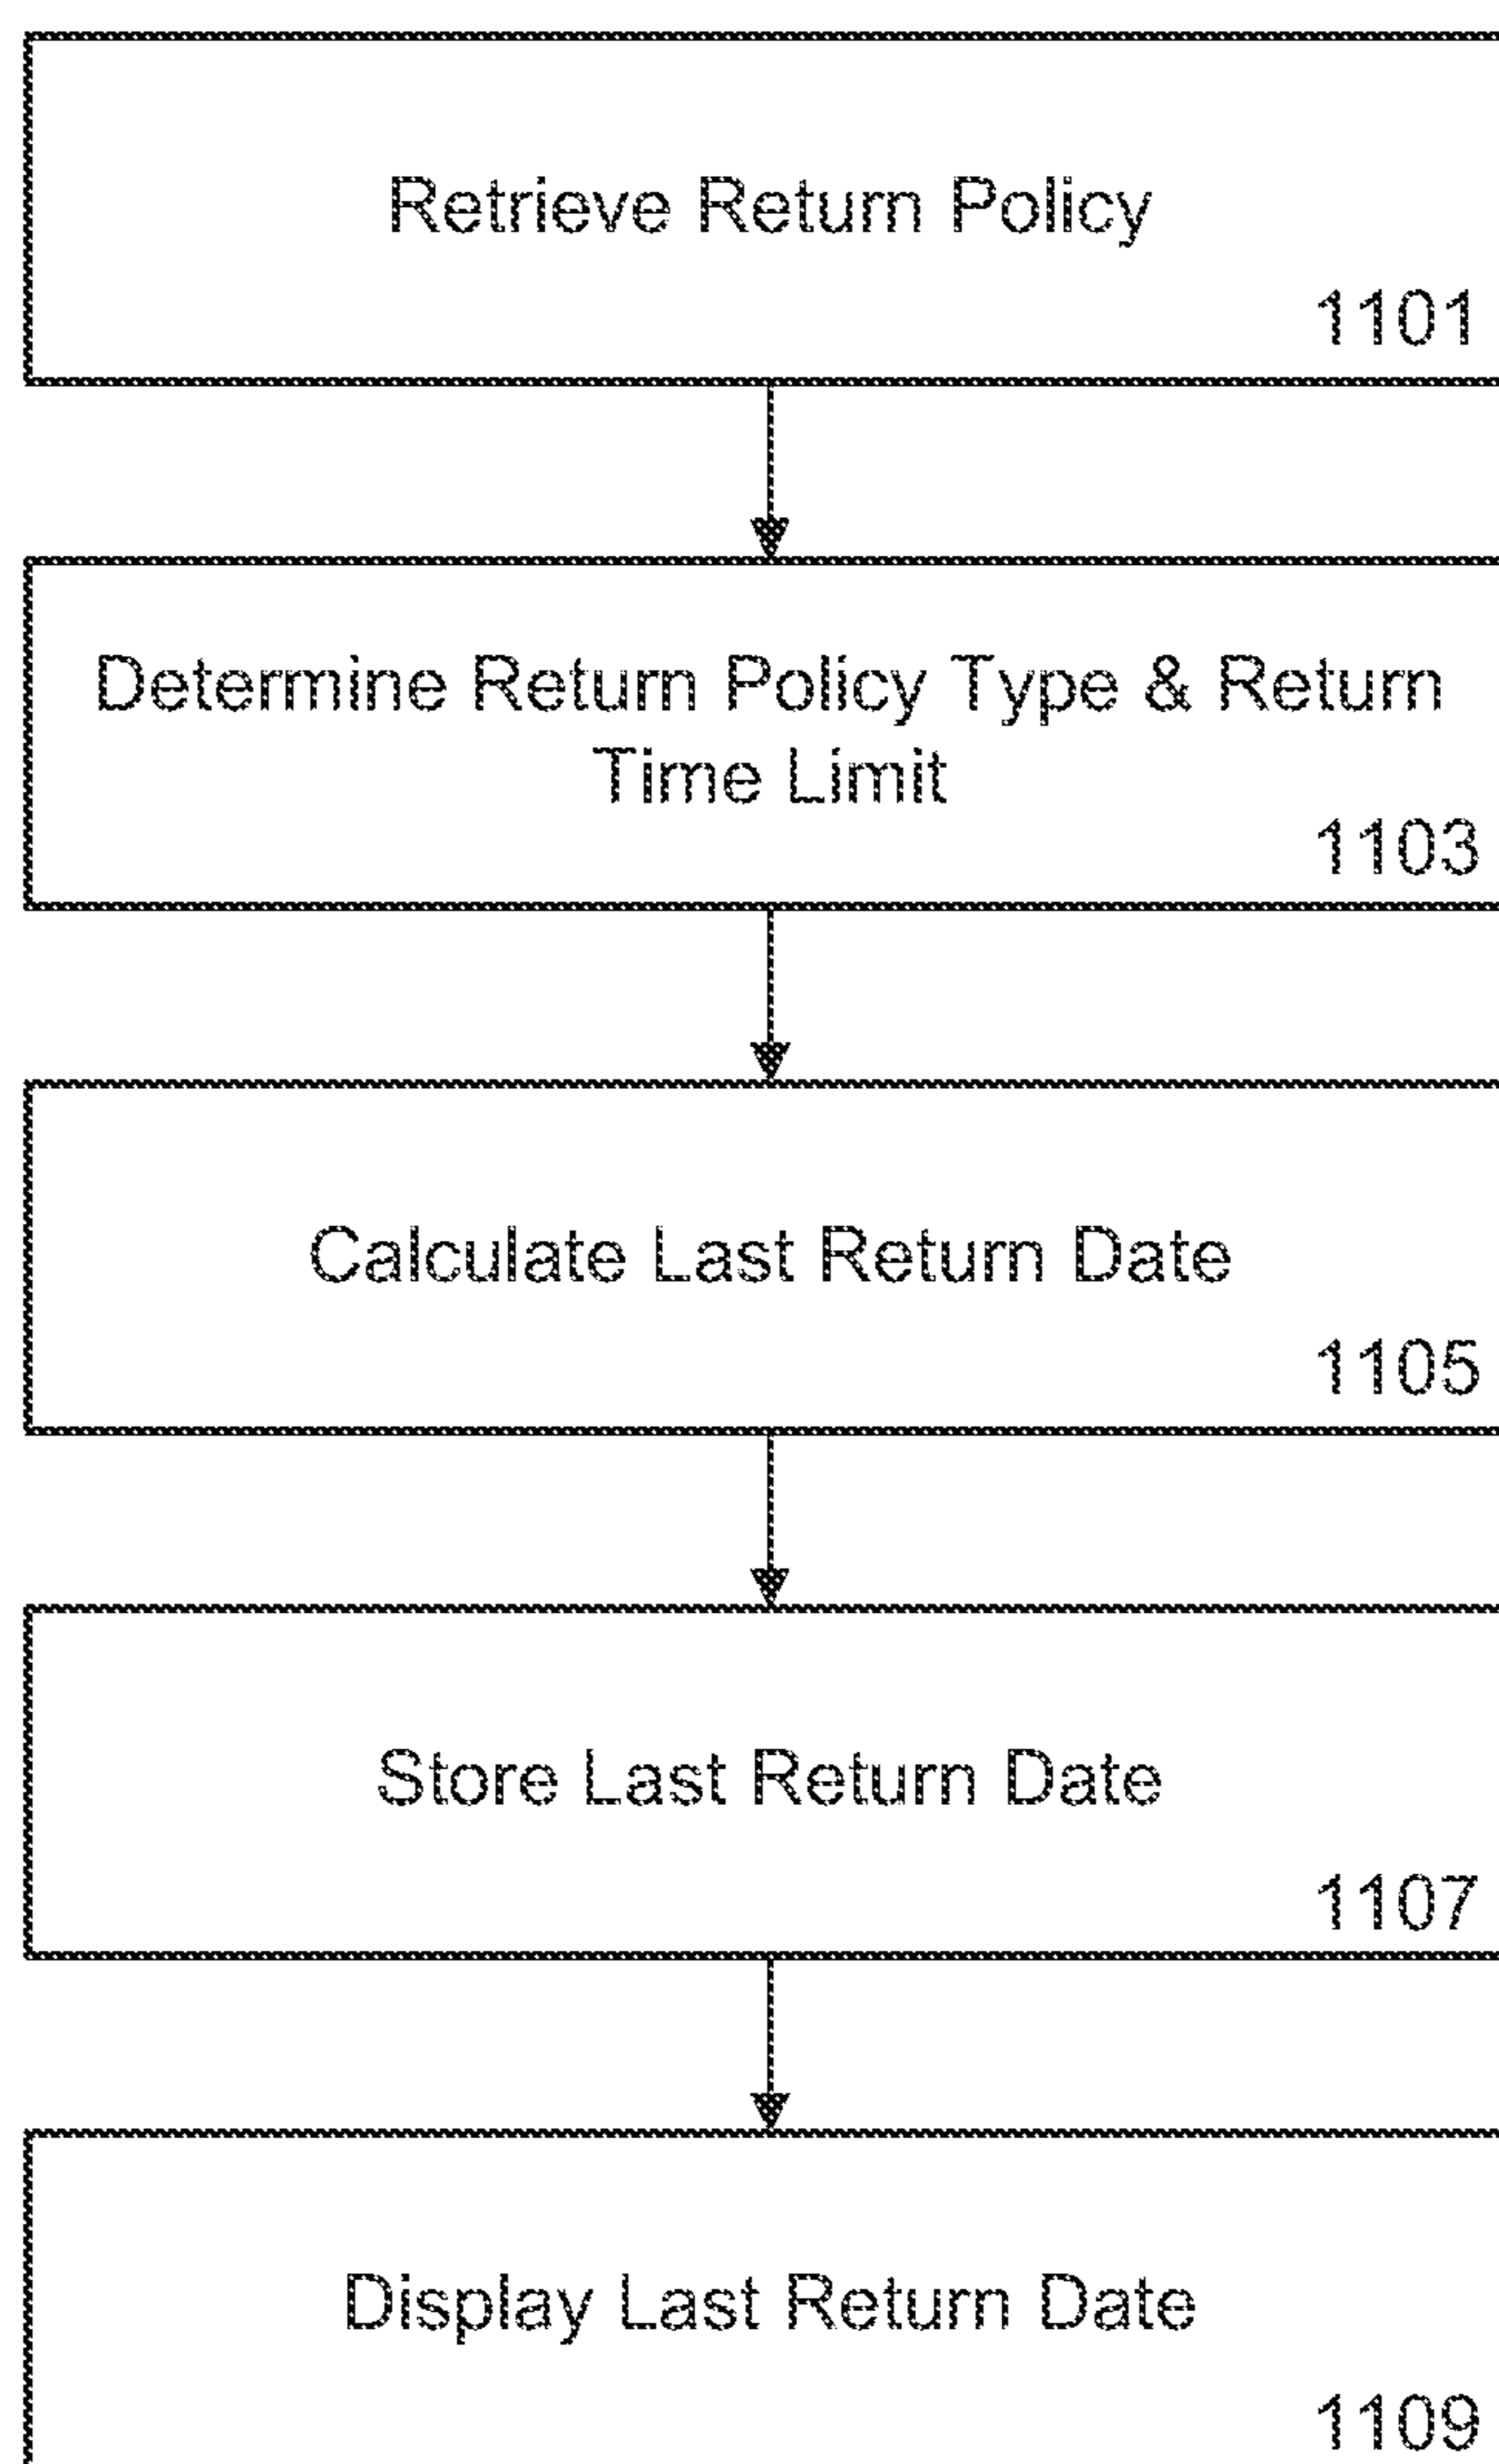 Retrieve Return Policy
1101
Determine Return Policy Type & Return
Time Limit
1103
Calculate Last Return Date
1105
Store Last Return Date
1107
Display Last Return Date
1109